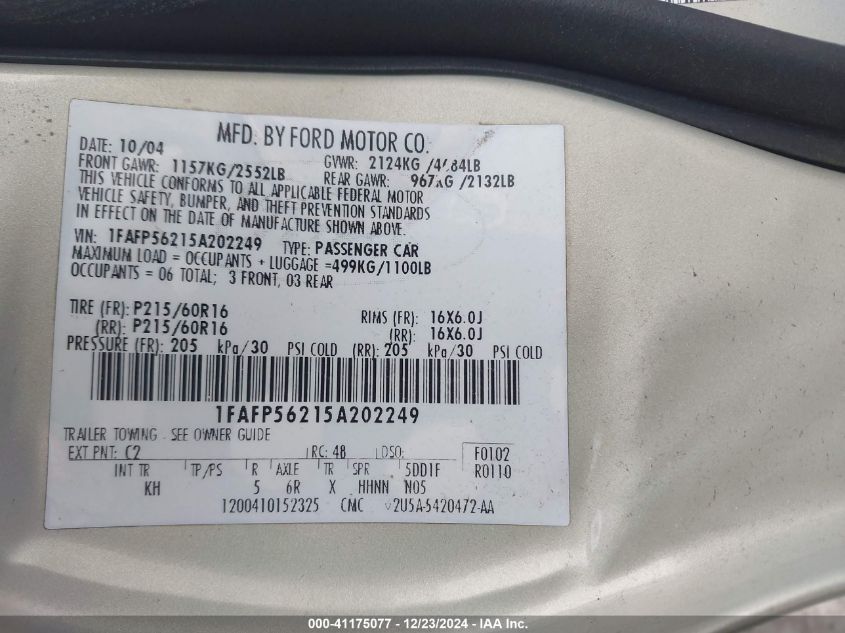 MFD. BY FORD MOTOR CO.
DATE: 10/04 GVWR: 2124KG
FRONT GAWR: 1157KG/2552LB REAR GAWR: /2132LB
THIS VEHICLE CONFORMS TO ALL APPLICABLE FEDERAL MOTOR
VEHICLE SAFETY, BUMPER, AND THEFT PREVENTION STANDARDS
IN EFFECT ON THE DATE OF MANUFACTURE SHOWN ABOVE.
VIN: 1FAFP56215A202249 TYPE: PASSENGER CAR
MAXIMUM LOAD = OCCUPANTS + LUGGAGE =499KG/1100LB
OCCUPANTS = 06 TOTAL; 3 FRONT, 03 REAR
TIRE (FR): P215/60R16 RIMS (FR): 16X6.0J
(RR): P215/60R16 (RR): 16X6.0J
PRESSURE (FR): 205 kPa/30 PSI COLD (RR): 205 kPa/30 PSI COLD
1FAFP56215A202249
TRAILER TOWING - SEE OWNER GUIDE
EXT PNT: C2 RC: 48 DSO: F0102
INT TR TP/PS R AXLE TR SPR 5DD1F R0110
KH 5 6R X HHNN N05
1200410152325 CMC 2U5A-5420472-AA
000-41175077 - 12/23/2024 - IAA Inc.